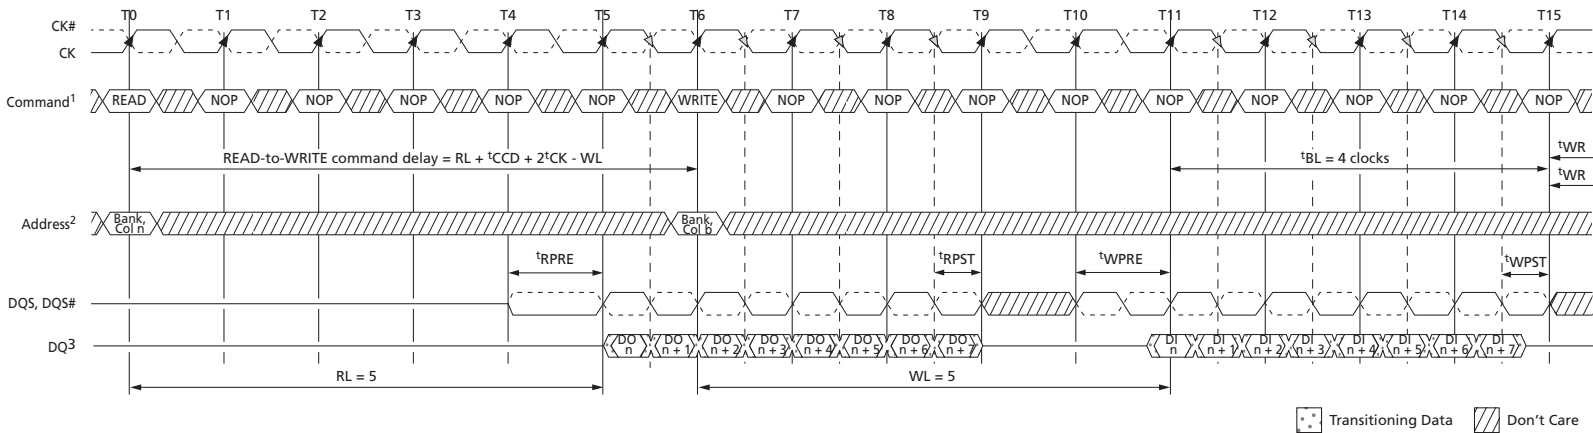 T0 T1 T2 T3 T4 T5 T6 T7 T8 T9 T10 T11 T12 T13 T14 T15
CK#
CK
Command1 READ NOP NOP NOP NOP NOP WRITE NOP NOP NOP NOP NOP NOP NOP NOP NOP
READ-to-WRITE command delay = RL + tCCD + 2tCK - WL tBL = 4 clocks tWR
tWR
Address2 Bank, Col n Bank, Col b
tRPRE tRPST tWPRE tWPST
DQS, DQS#
DQ3 DO n DO n + 1 DO n + 2 DO n + 3 DO n + 4 DO n + 5 DO n + 6 DO n + 7 DI n DI n + 1 DI n + 2 DI n + 3 DI n + 4 DI n + 5 DI n + 6 DI n + 7
RL = 5 WL = 5
Transitioning Data Don't Care